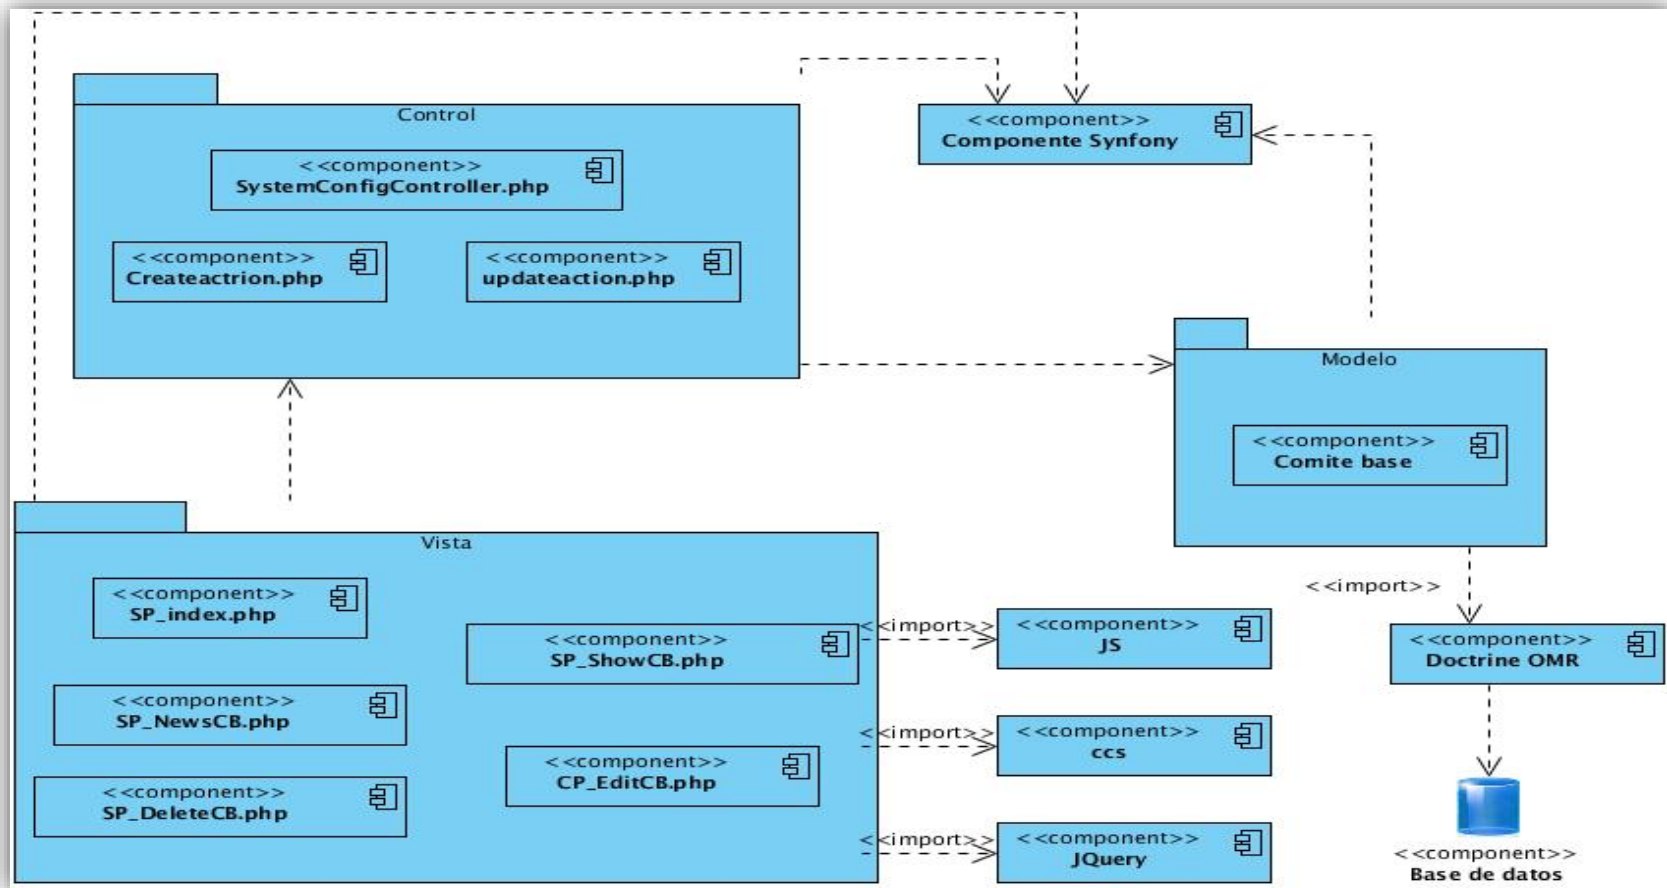 Control
<<component>>
SystemConfigController.php
<<component>>
Createactrion.php
<<component>>
updateaction.php
<<component>>
Componente Synfony
Modelo
<<component>>
Comite base
Vista
<<component>>
SP_index.php
<<component>>
SP_ShowCB.php
<<component>>
SP_NewsCB.php
<<component>>
CP_EditCB.php
<<component>>
SP_DeleteCB.php
<<import>>
<<component>>
JS
<<import>>
<<component>>
ccs
<<import>>
<<component>>
JQuery
<<import>>
<<component>>
Doctrine OMR
<<component>>
Base de datos